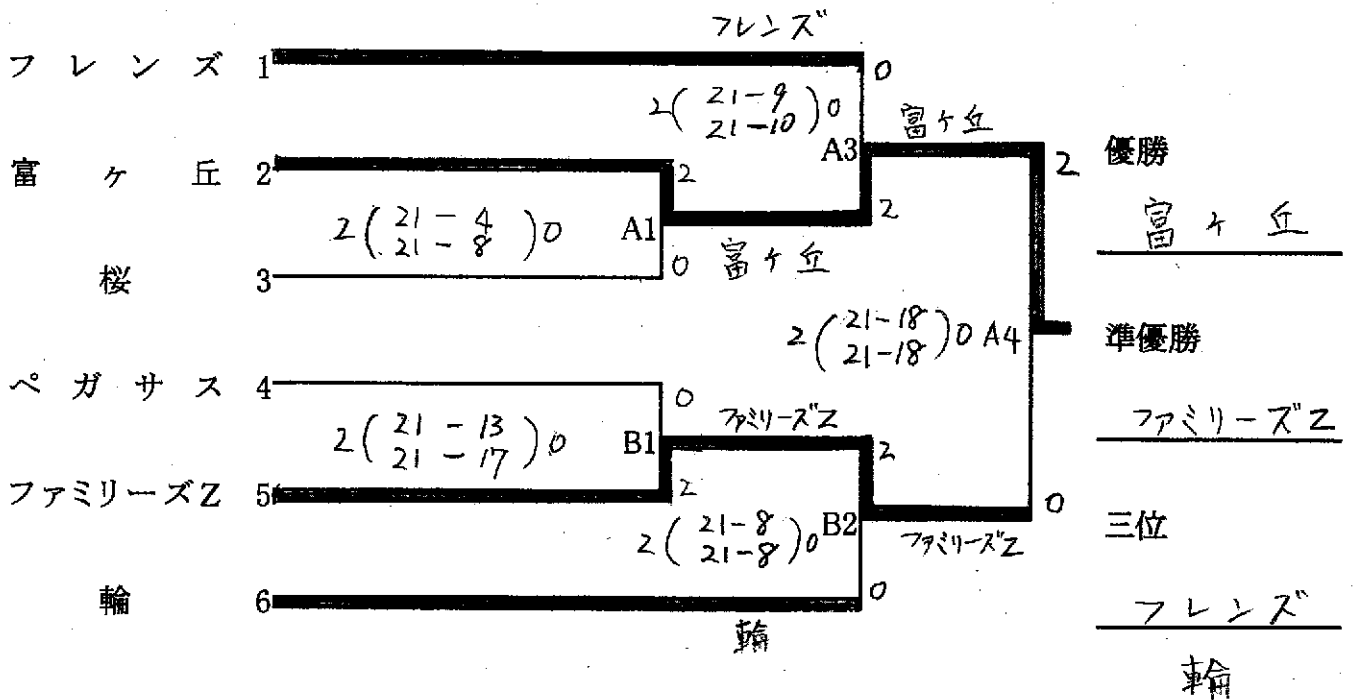 フレンズ
フレンズ 1
0
2(21-9 21-10)0
A3
富ヶ丘
富ヶ丘 2
2
2(21-4 21-8)0
A1
2
0
富ヶ丘
桜 3
2
優勝
富ヶ丘
2(21-18 21-18)0 A4
準優勝
ファミリーズZ
ペガサス 4
0
2(21-13 21-17)0
B1
ファミリーズZ
2
ファミリーズZ 5
2
2(21-8 21-8)0
B2
ファミリーズZ
0
三位
フレンズ
輪
輪 6
0
輪